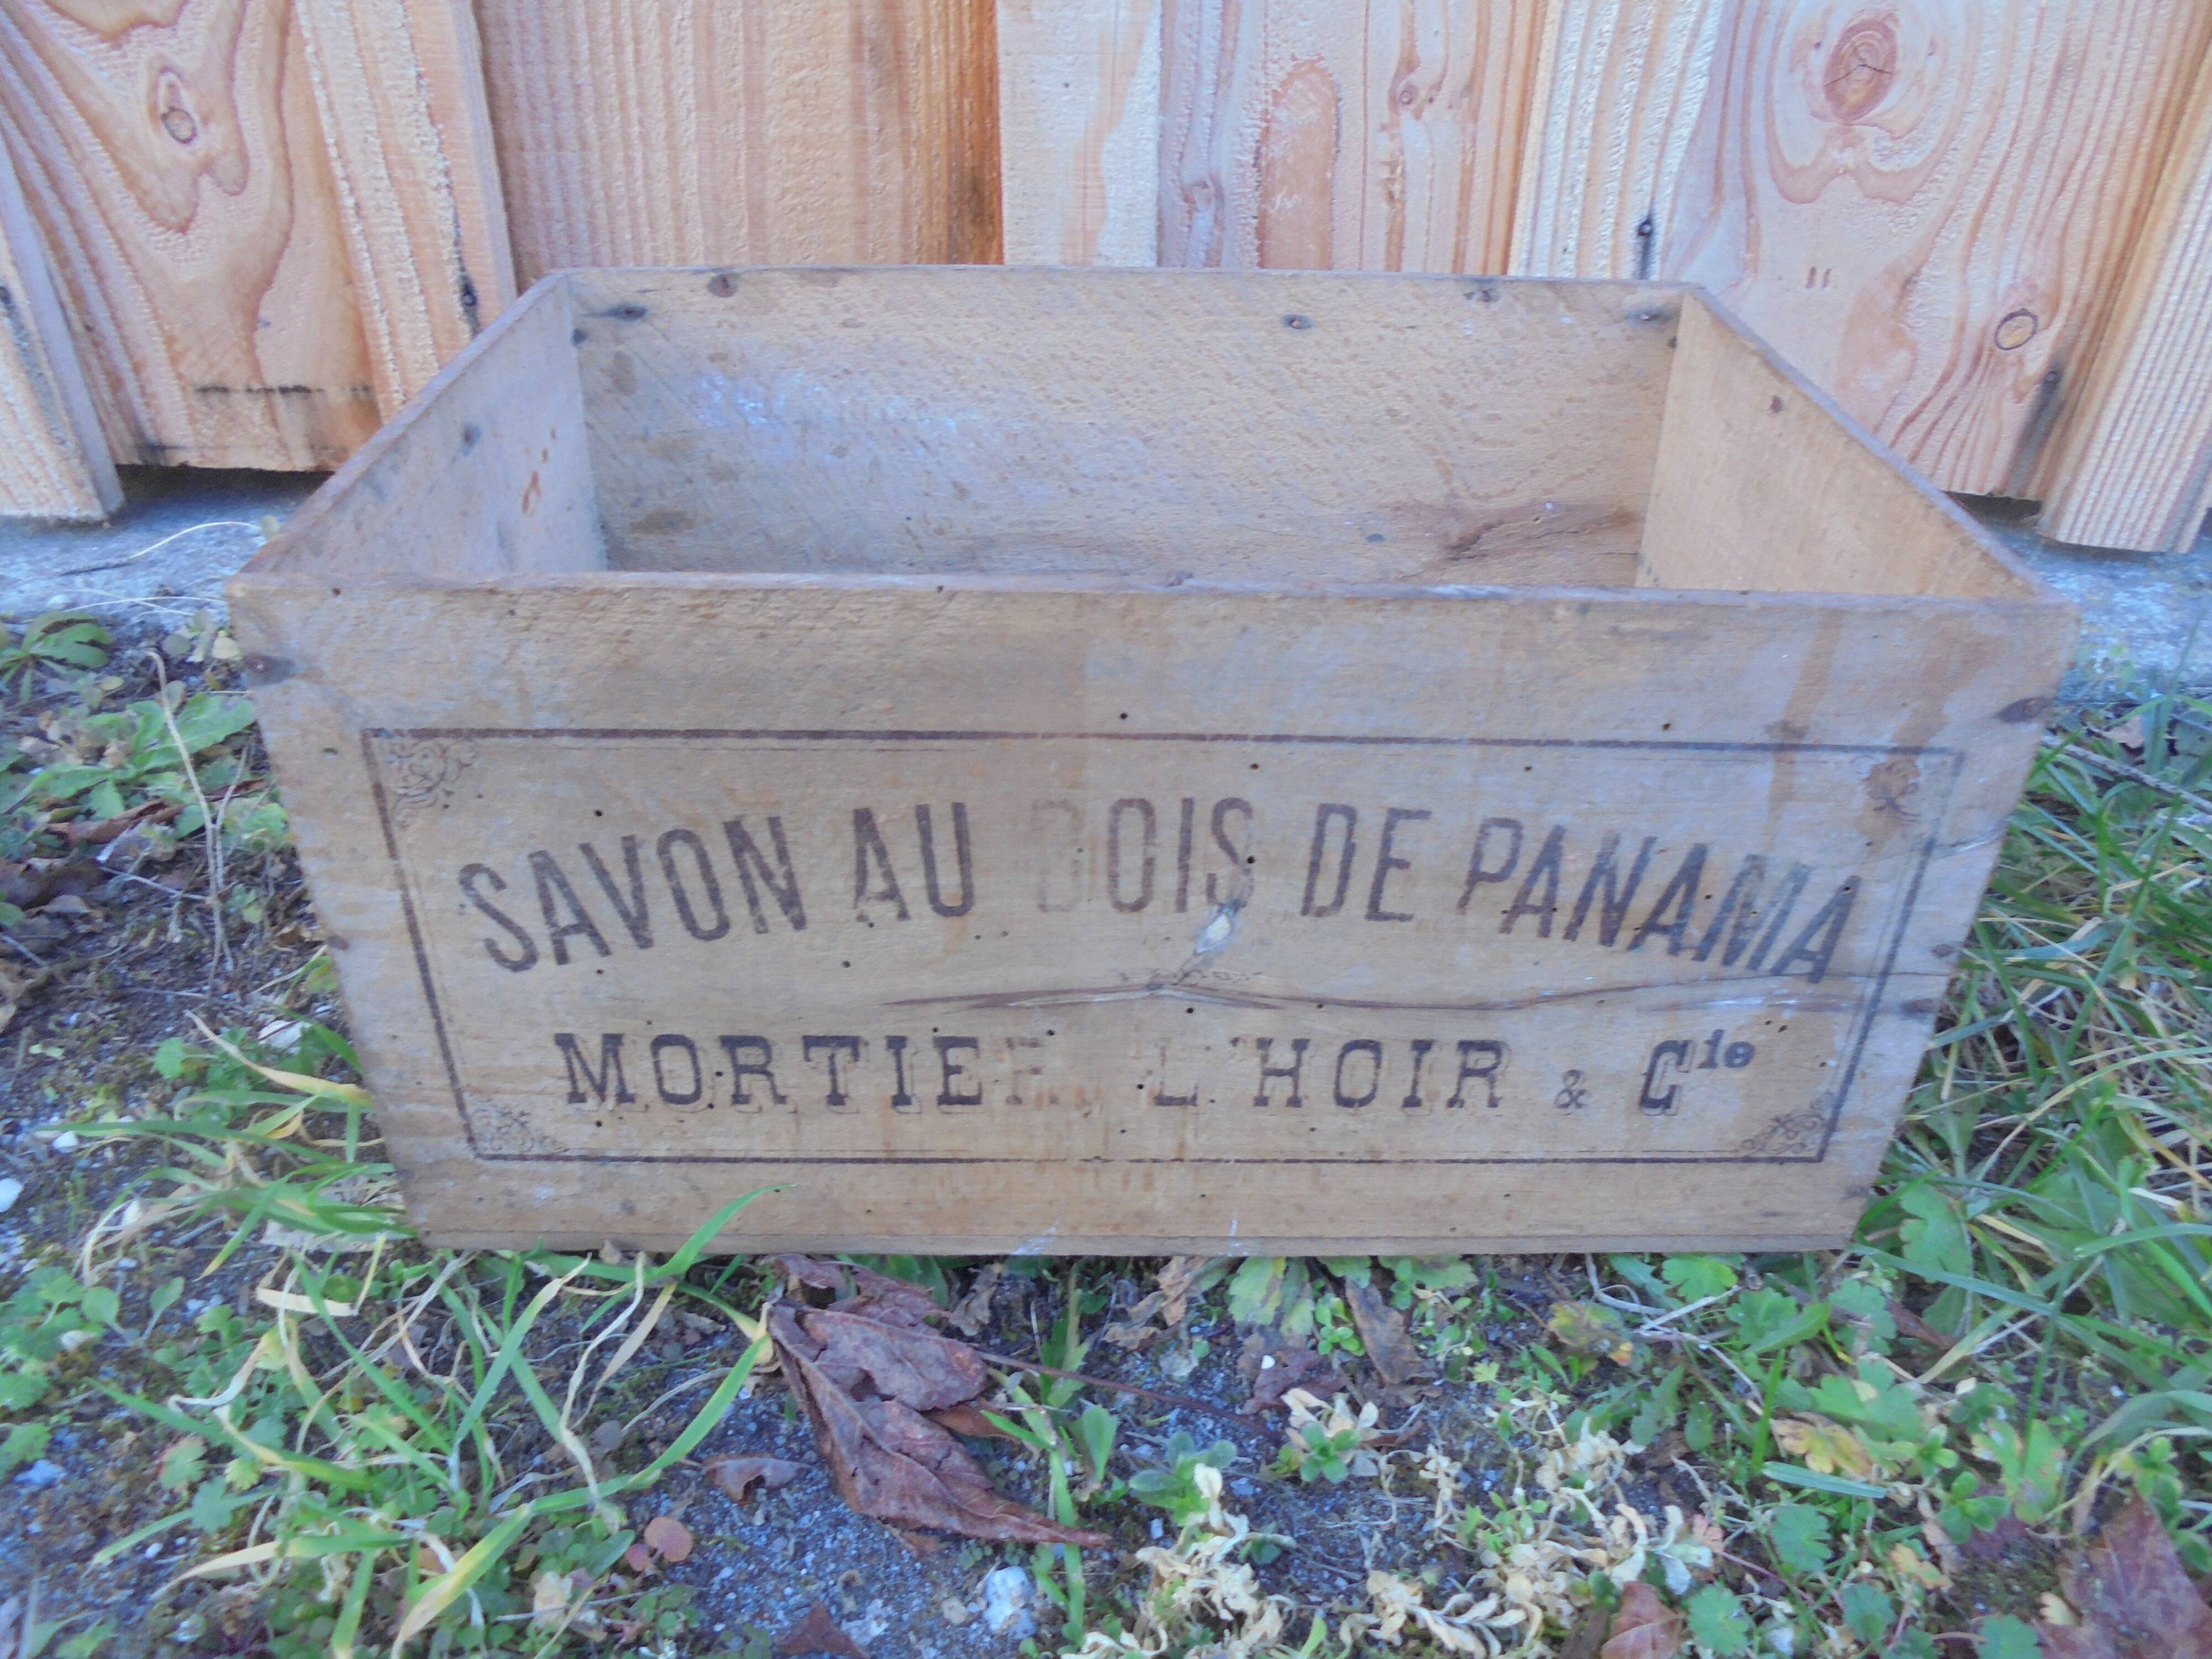 SAVON AU BOIS DE PANAMA
MORTIER L'HOIR & Cie